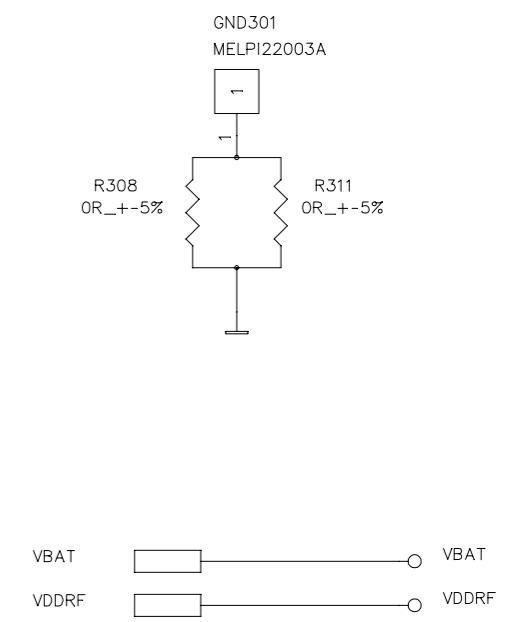 GND301
MELPI22003A
1
1
R308
0R_+-5%
R311
0R_+-5%
VBAT
VBAT
VDDRF
VDDRF